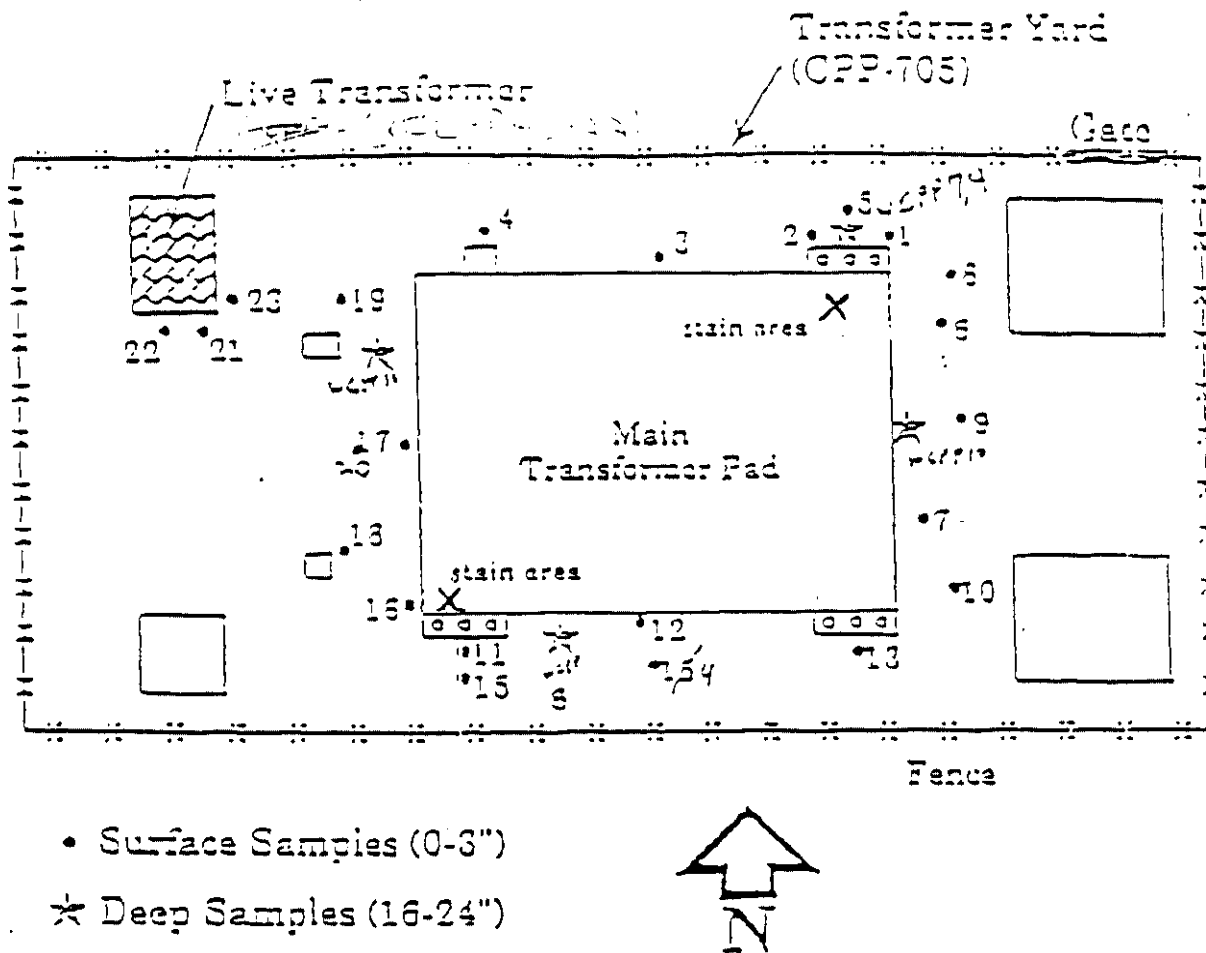 Transformer Yard
(CPP-705)
Live Transformer
Gate
4
3
5
2
1
8
6
23
19
22
21
stain area
9
17
Main
Transformer Pad
7
18
stain area
10
16
12
11
13
15
Fence
Surface Samples (0-3")
Deep Samples (16-24")
N